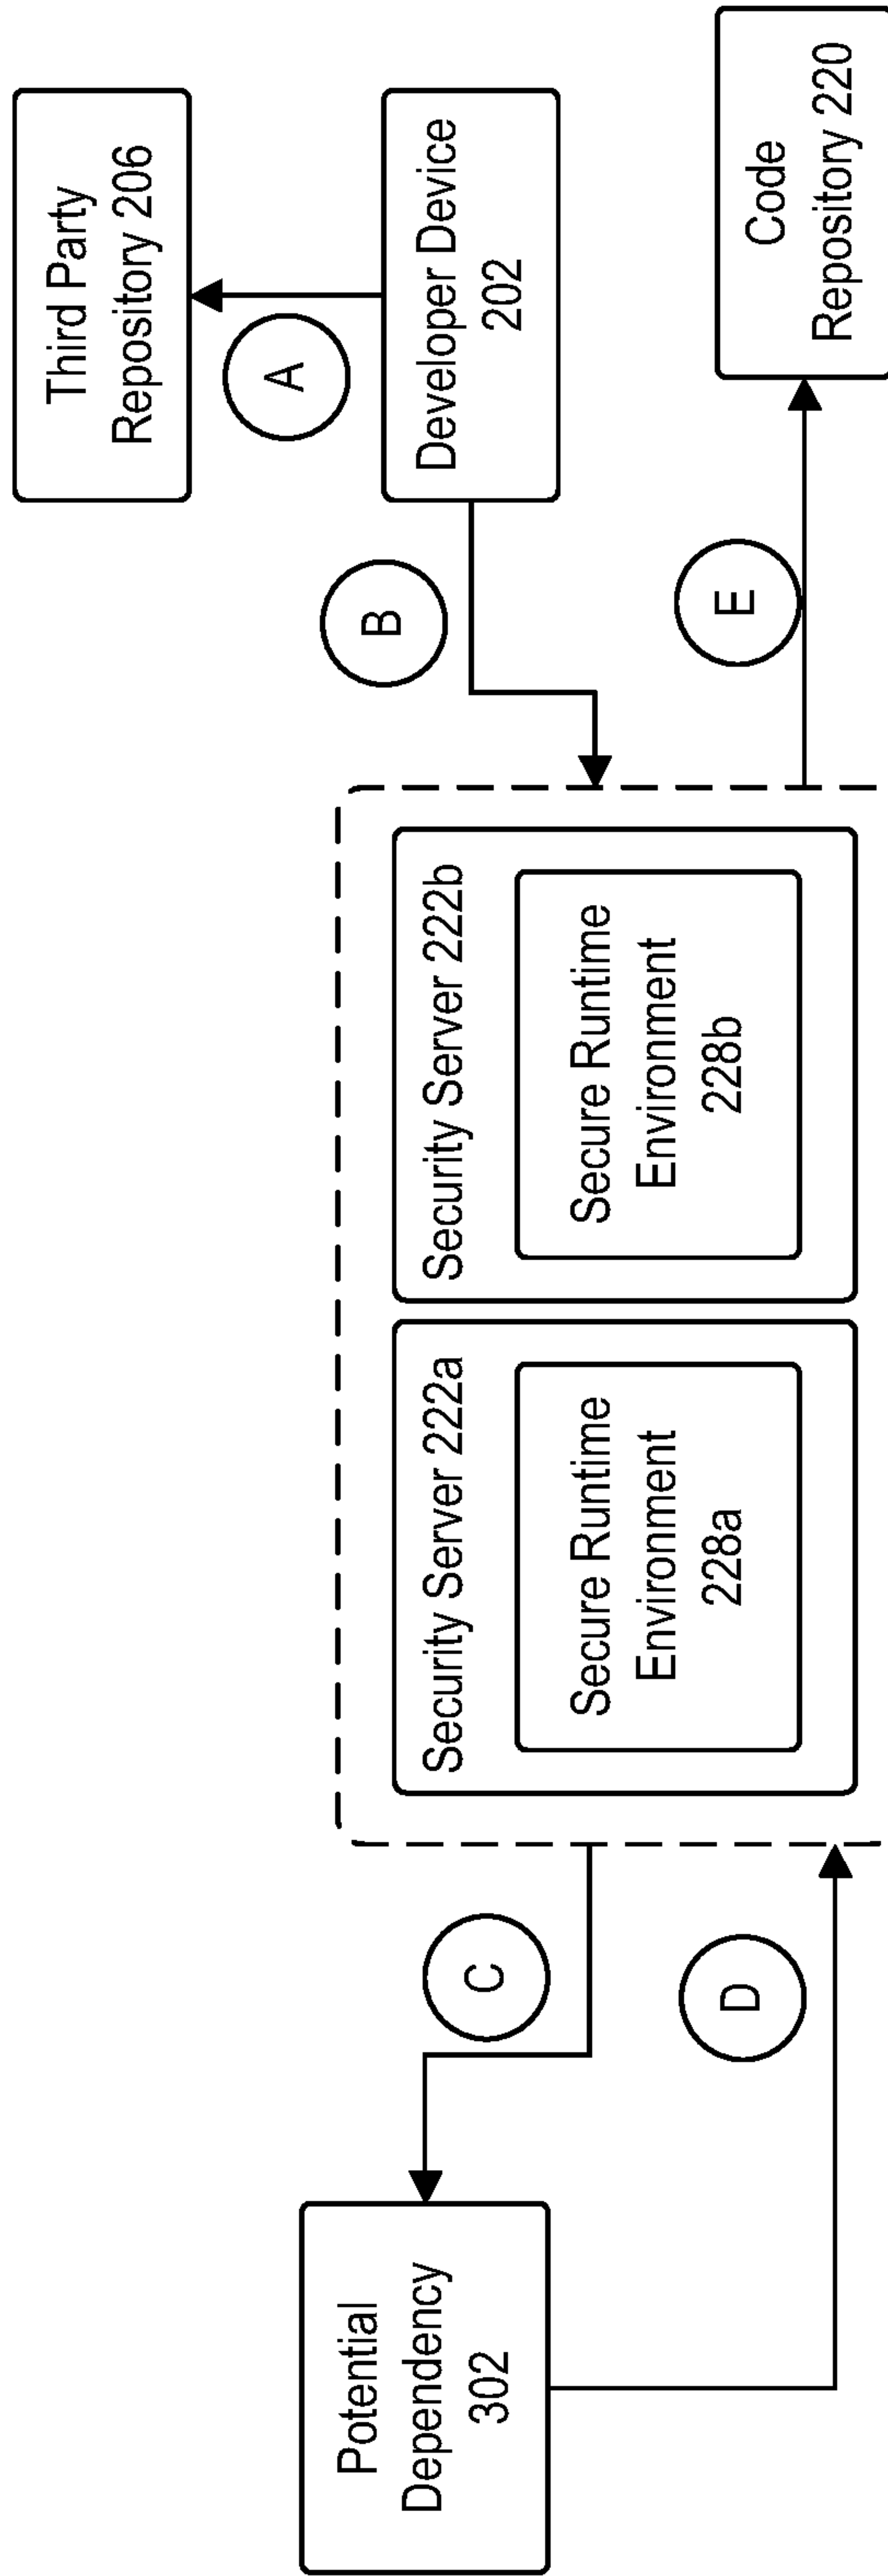 Third Party
Repository 206
A
Developer Device
202
B
Security Server 222a
Secure Runtime
Environment
228a
Security Server 222b
Secure Runtime
Environment
228b
C
Potential
Dependency
302
D
E
Code
Repository 220